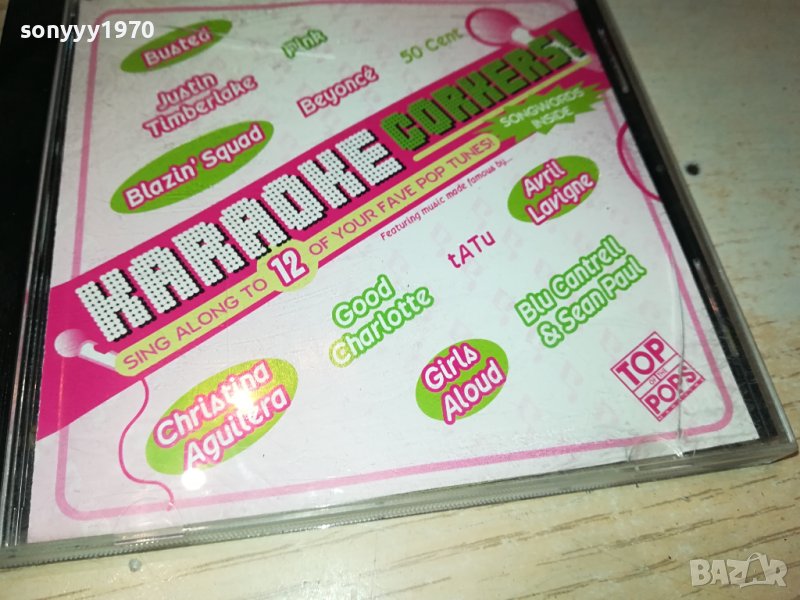 sonyyy1970
Busted
P!nk
50 Cent
Justin
Timberlake
Beyoncé
Blazin' Squad
KARAOKE CORKERS!
SONGWORDS
INSIDE
SING ALONG TO 12 OF YOUR FAVE POP TUNES!
Featuring music made famous by...
Avril
Lavigne
tATu
Good
Charlotte
Blu Cantrell
& Sean Paul
Christina
Aguilera
Girls
Aloud
TOP
OF THE
POPS
BAZAR